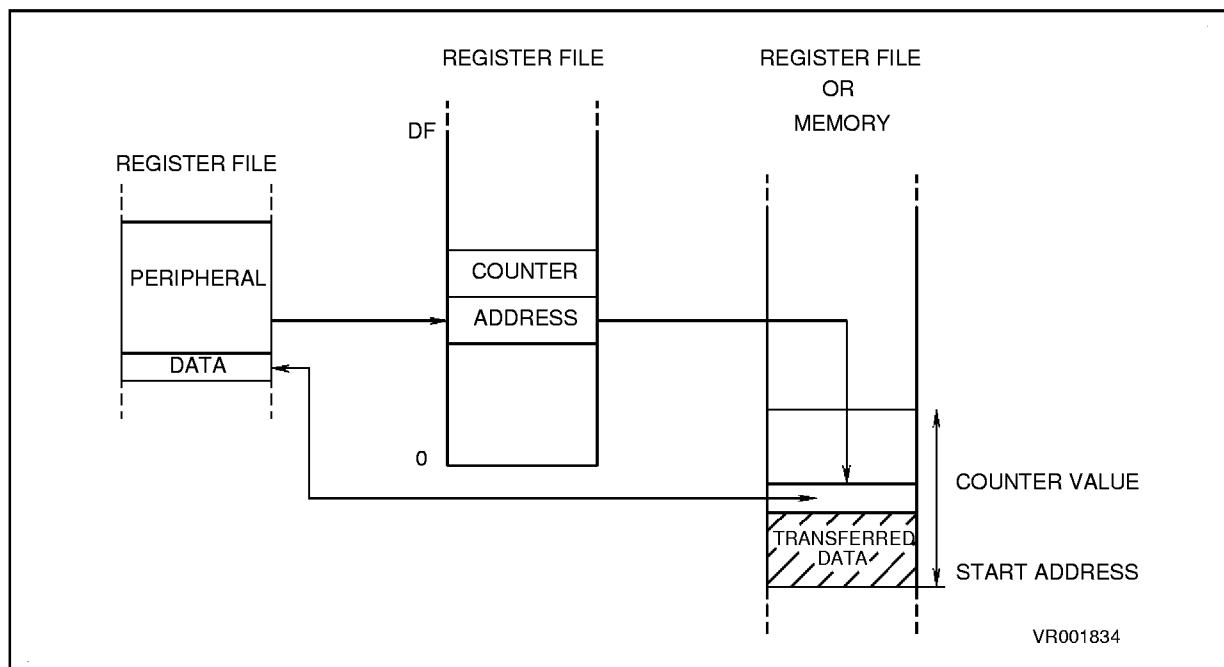 REGISTER FILE
REGISTER FILE
OR
MEMORY
DF
REGISTER FILE
PERIPHERAL
COUNTER
ADDRESS
DATA
0
COUNTER VALUE
TRANSFERRED
DATA
START ADDRESS
VR001834